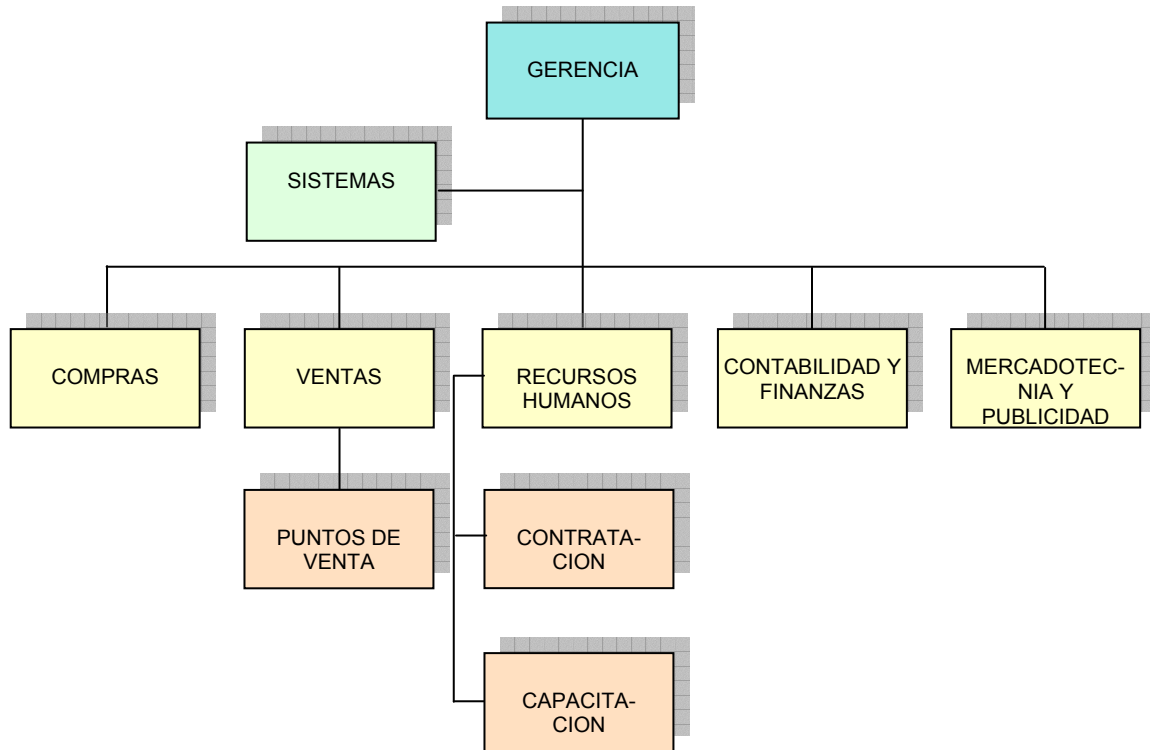 GERENCIA
SISTEMAS
COMPRAS
VENTAS
RECURSOS
HUMANOS
CONTABILIDAD Y
FINANZAS
MERCADOTEC-
NIA Y
PUBLICIDAD
PUNTOS DE
VENTA
CONTRATA-
CION
CAPACITA-
CION